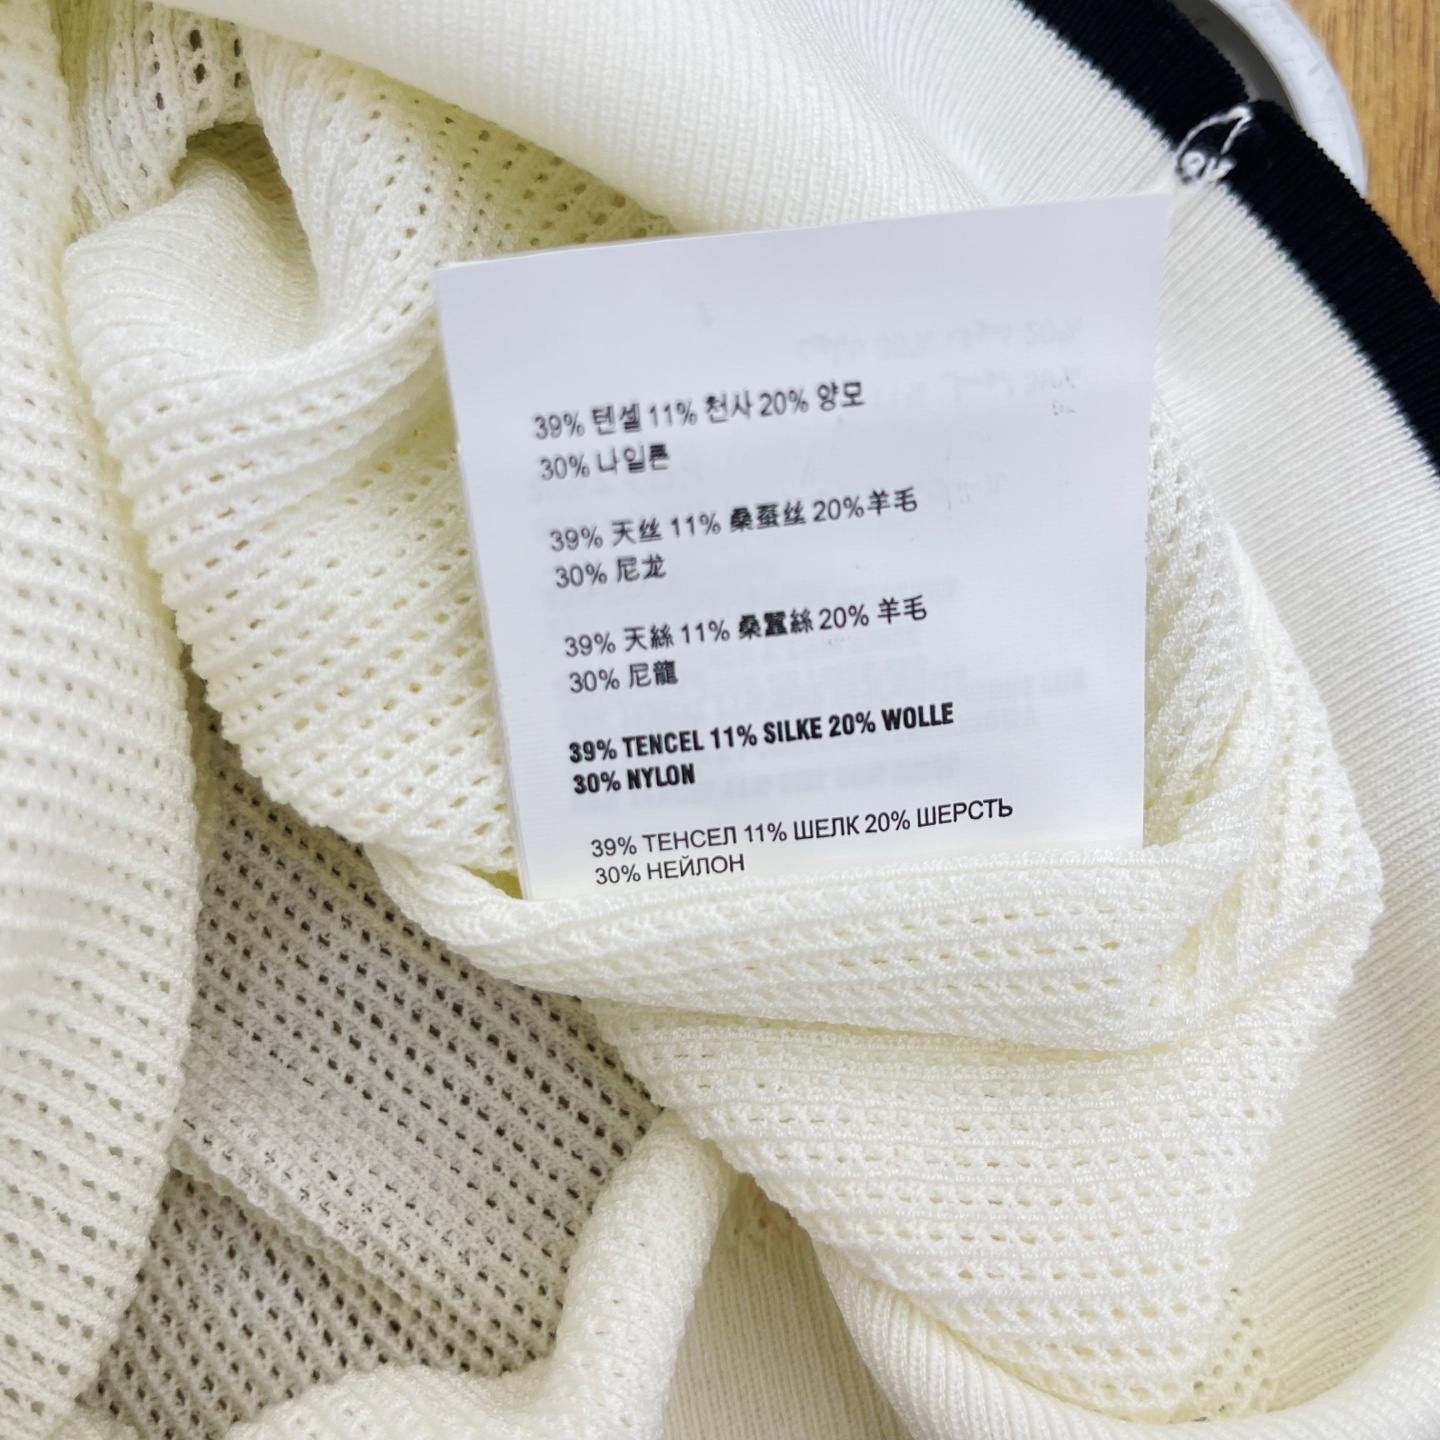 39% 텐셀 11% 천사 20% 양모
30% 나일론
39% 天丝 11% 桑蚕丝 20%羊毛
30% 尼龙
39% 天絲 11% 桑蠶絲 20% 羊毛
30% 尼龍
39% TENCEL 11% SILKE 20% WOLLE
30% NYLON
39% ТЕНСЕЛ 11% ШЕЛК 20% ШЕРСТЬ
30% НЕЙЛОН